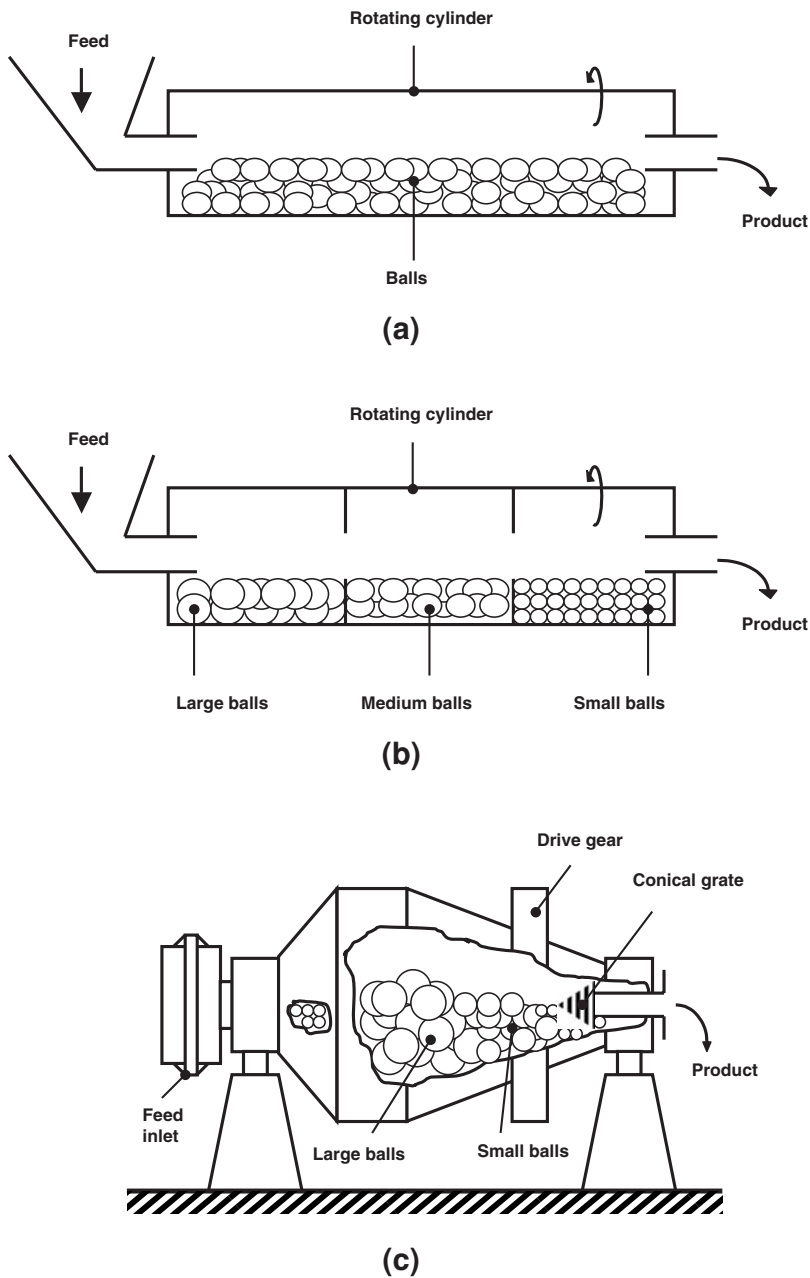 Rotating cylinder
Feed
Product
Balls
(a)
Rotating cylinder
Feed
Product
Large balls
Medium balls
Small balls
(b)
Drive gear
Conical grate
Product
Feed
inlet
Large balls
Small balls
(c)